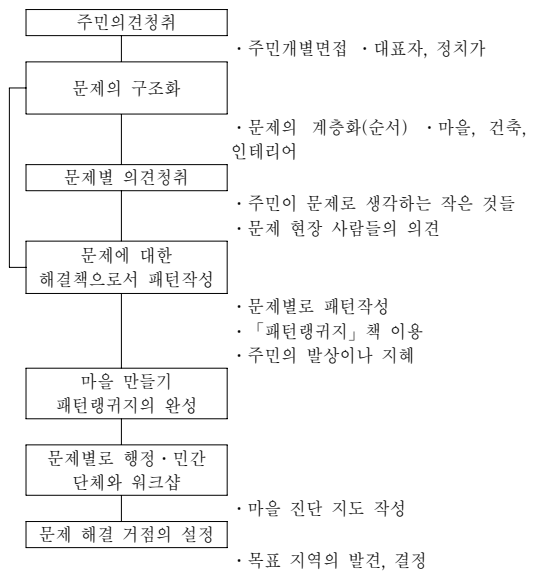 주민의견청취
· 주민개별면접 · 대표자, 정치가
문제의 구조화
· 문제의 계층화(순서) · 마을, 건축,
인테리어
문제별 의견청취
· 주민이 문제로 생각하는 작은 것들
· 문제 현장 사람들의 의견
문제에 대한
해결책으로서 패턴작성
· 문제별로 패턴작성
· 「패턴랭귀지」책 이용
· 주민의 발상이나 지혜
마을 만들기
패턴랭귀지의 완성
문제별로 행정 · 민간
단체와 워크샵
· 마을 진단 지도 작성
문제 해결 거점의 설정
· 목표 지역의 발견, 결정